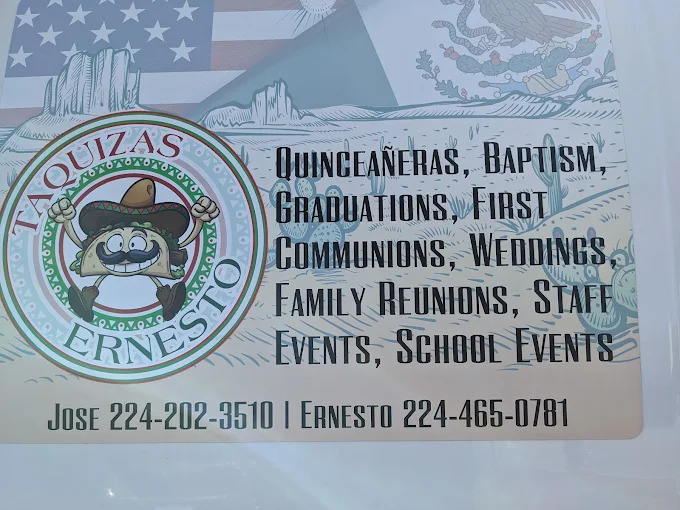 TAQUIZAS
ERNESTO
QUINCEAÑERAS, BAPTISM,
GRADUATIONS, FIRST
COMMUNIONS, WEDDINGS,
FAMILY REUNIONS, STAFF
EVENTS, SCHOOL EVENTS
JOSE 224-202-3510 | ERNESTO 224-465-0781